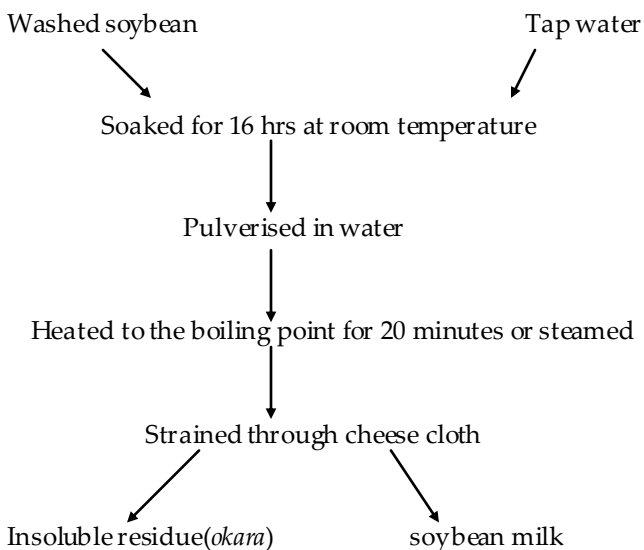 Washed soybean
Tap water
Soaked for 16 hrs at room temperature
Pulverised in water
Heated to the boiling point for 20 minutes or steamed
Strained through cheese cloth
Insoluble residue(okara)
soybean milk